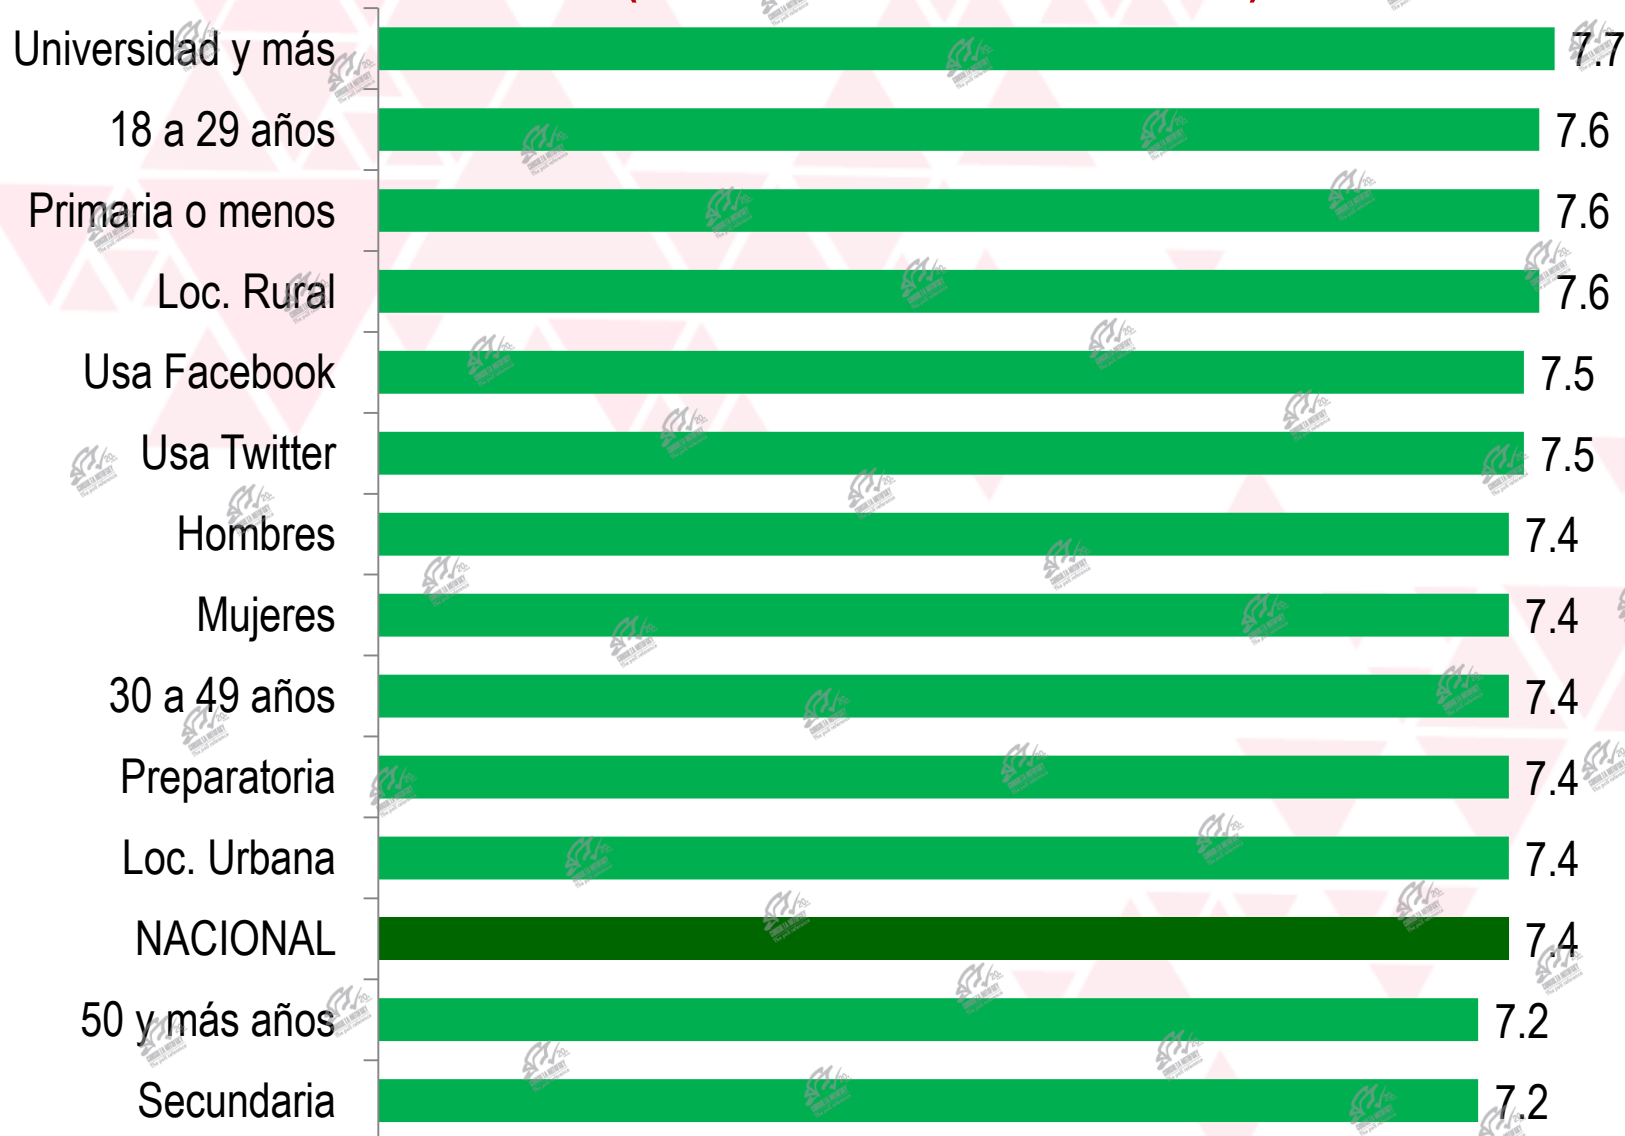 Universidad y más 7.7
18 a 29 años 7.6
Primaria o menos 7.6
Loc. Rural 7.6
Usa Facebook 7.5
Usa Twitter 7.5
Hombres 7.4
Mujeres 7.4
30 a 49 años 7.4
Preparatoria 7.4
Loc. Urbana 7.4
NACIONAL 7.4
50 y más años 7.2
Secundaria 7.2